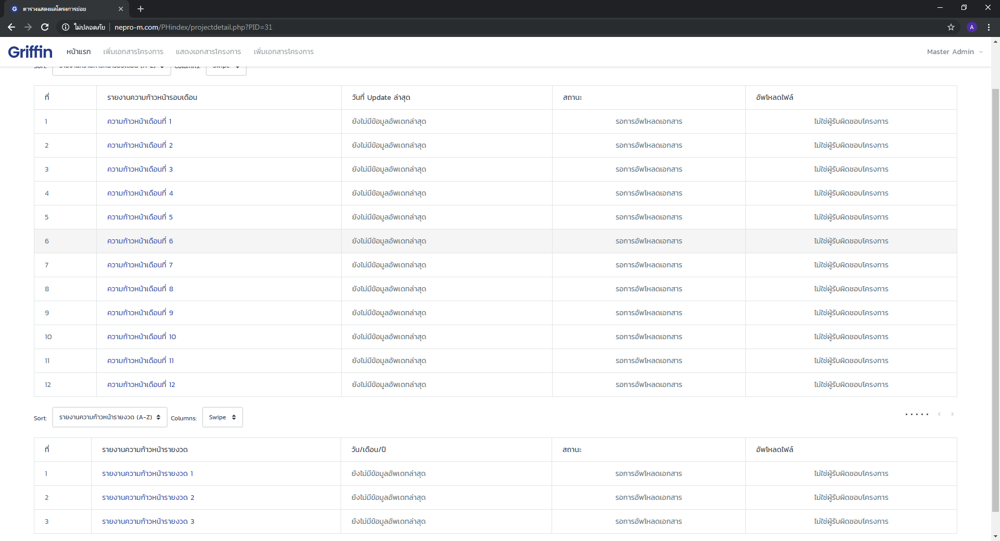 ตารางแสดงผลโครงการย่อย
ไม่ปลอดภัย nepro-m.com/PHindex/projectdetail.php?PID=31 A
Griffin หน้าแรก เพิ่มเอกสารโครงการ แสดงเอกสารโครงการ เพิ่มเอกสารโครงการ Master Admin
Sort: รายงานความก้าวหน้ารอบเดือน (A-Z) Columns: Swipe
ที่ รายงานความก้าวหน้ารอบเดือน วันที่ Update ล่าสุด สถานะ อัพโหลดไฟล์
1 ความก้าวหน้าเดือนที่ 1 ยังไม่มีข้อมูลอัพเดทล่าสุด รอการอัพโหลดเอกสาร ไม่ใช่ผู้รับผิดชอบโครงการ
2 ความก้าวหน้าเดือนที่ 2 ยังไม่มีข้อมูลอัพเดทล่าสุด รอการอัพโหลดเอกสาร ไม่ใช่ผู้รับผิดชอบโครงการ
3 ความก้าวหน้าเดือนที่ 3 ยังไม่มีข้อมูลอัพเดทล่าสุด รอการอัพโหลดเอกสาร ไม่ใช่ผู้รับผิดชอบโครงการ
4 ความก้าวหน้าเดือนที่ 4 ยังไม่มีข้อมูลอัพเดทล่าสุด รอการอัพโหลดเอกสาร ไม่ใช่ผู้รับผิดชอบโครงการ
5 ความก้าวหน้าเดือนที่ 5 ยังไม่มีข้อมูลอัพเดทล่าสุด รอการอัพโหลดเอกสาร ไม่ใช่ผู้รับผิดชอบโครงการ
6 ความก้าวหน้าเดือนที่ 6 ยังไม่มีข้อมูลอัพเดทล่าสุด รอการอัพโหลดเอกสาร ไม่ใช่ผู้รับผิดชอบโครงการ
7 ความก้าวหน้าเดือนที่ 7 ยังไม่มีข้อมูลอัพเดทล่าสุด รอการอัพโหลดเอกสาร ไม่ใช่ผู้รับผิดชอบโครงการ
8 ความก้าวหน้าเดือนที่ 8 ยังไม่มีข้อมูลอัพเดทล่าสุด รอการอัพโหลดเอกสาร ไม่ใช่ผู้รับผิดชอบโครงการ
9 ความก้าวหน้าเดือนที่ 9 ยังไม่มีข้อมูลอัพเดทล่าสุด รอการอัพโหลดเอกสาร ไม่ใช่ผู้รับผิดชอบโครงการ
10 ความก้าวหน้าเดือนที่ 10 ยังไม่มีข้อมูลอัพเดทล่าสุด รอการอัพโหลดเอกสาร ไม่ใช่ผู้รับผิดชอบโครงการ
11 ความก้าวหน้าเดือนที่ 11 ยังไม่มีข้อมูลอัพเดทล่าสุด รอการอัพโหลดเอกสาร ไม่ใช่ผู้รับผิดชอบโครงการ
12 ความก้าวหน้าเดือนที่ 12 ยังไม่มีข้อมูลอัพเดทล่าสุด รอการอัพโหลดเอกสาร ไม่ใช่ผู้รับผิดชอบโครงการ
Sort: รายงานความก้าวหน้ารายงวด (A-Z) Columns: Swipe
ที่ รายงานความก้าวหน้ารายงวด วัน/เดือน/ปี สถานะ อัพโหลดไฟล์
1 รายงานความก้าวหน้ารายงวด 1 ยังไม่มีข้อมูลอัพเดทล่าสุด รอการอัพโหลดเอกสาร ไม่ใช่ผู้รับผิดชอบโครงการ
2 รายงานความก้าวหน้ารายงวด 2 ยังไม่มีข้อมูลอัพเดทล่าสุด รอการอัพโหลดเอกสาร ไม่ใช่ผู้รับผิดชอบโครงการ
3 รายงานความก้าวหน้ารายงวด 3 ยังไม่มีข้อมูลอัพเดทล่าสุด รอการอัพโหลดเอกสาร ไม่ใช่ผู้รับผิดชอบโครงการ